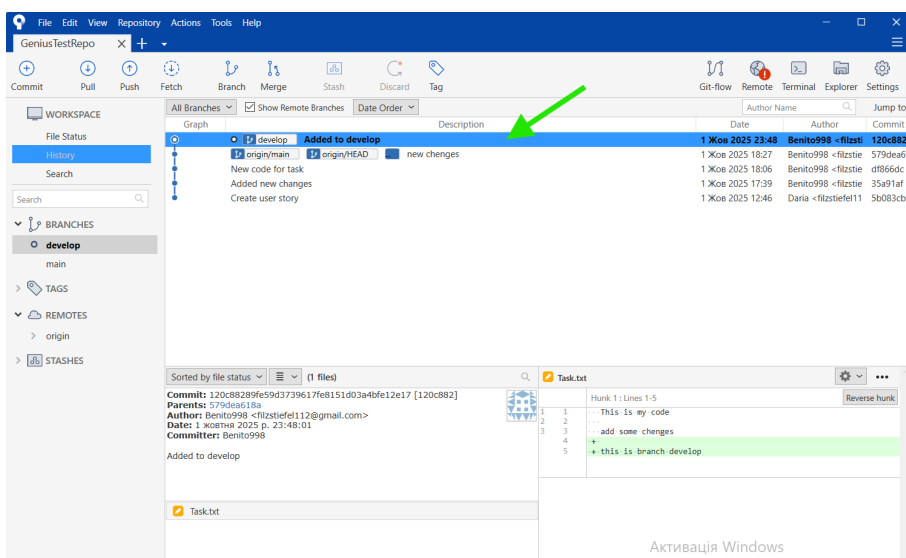 File Edit View Repository Actions Tools Help
GeniusTestRepo
Commit Pull Push Fetch Branch Merge Stash Discard Tag Git-flow Remote Terminal Explorer Settings
WORKSPACE
File Status
History
Search
Search
BRANCHES
develop
main
TAGS
REMOTES
origin
STASHES
All Branches Show Remote Branches Date Order Author Name Jump to
Graph Description Date Author Commit
develop Added to develop 1 Жов 2025 23:48 Benito998 <filzsti 120c882
origin/main origin/HEAD new chenges 1 Жов 2025 18:27 Benito998 <filzstie 579dea6
New code for task 1 Жов 2025 18:06 Benito998 <filzstie df866dc
Added new changes 1 Жов 2025 17:39 Benito998 <filzstie 35a91af
Create user story 1 Жов 2025 12:46 Daria <filzstiefel11 5b083cb
Sorted by file status (1 files)
Commit: 120c88289fe59d3739617fe8151d03a4bfe12e17 [120c882]
Parents: 579dea618a
Author: Benito998 <filzstiefel112@gmail.com>
Date: 1 жовтня 2025 р. 23:48:01
Committer: Benito998
Added to develop
Task.txt
Task.txt
Hunk 1 : Lines 1-5 Reverse hunk
1 1 This is my code
2 2
3 3 add some chenges
4 +
5 + this is branch develop
Активація Windows